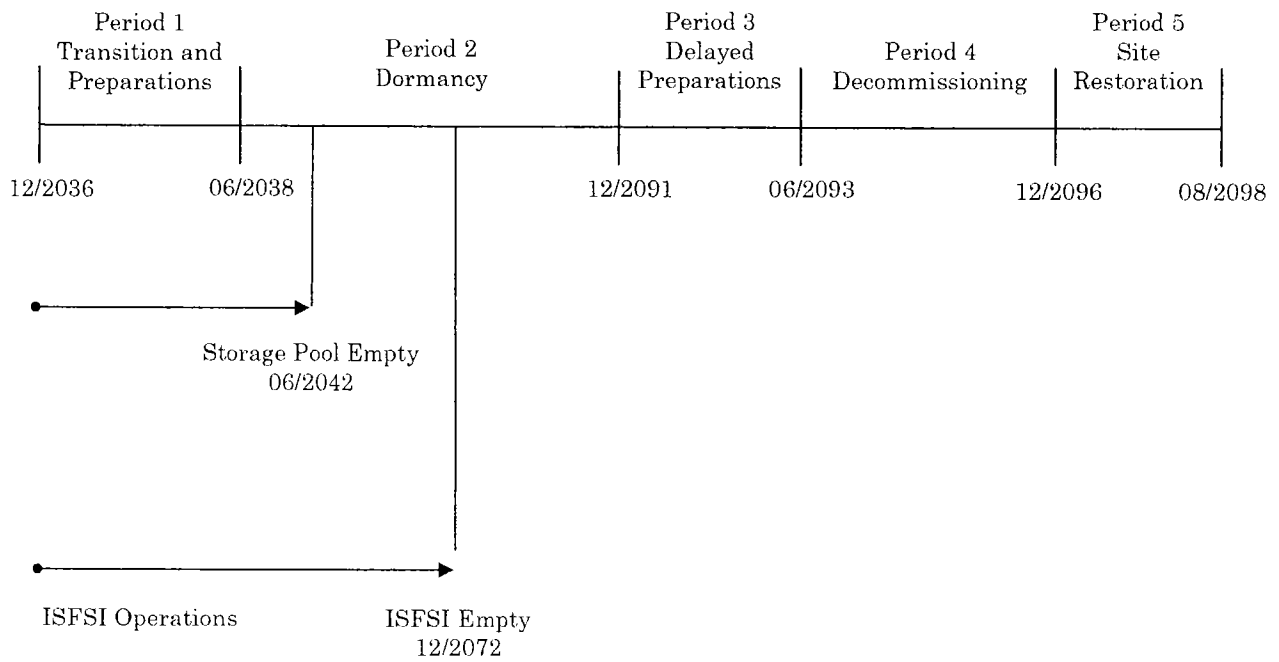 Period 1
Transition and
Preparations
Period 2
Dormancy
Period 3
Delayed
Preparations
Period 4
Decommissioning
Period 5
Site
Restoration
12/2036
06/2038
12/2091
06/2093
12/2096
08/2098
Storage Pool Empty
06/2042
ISFSI Operations
ISFSI Empty
12/2072